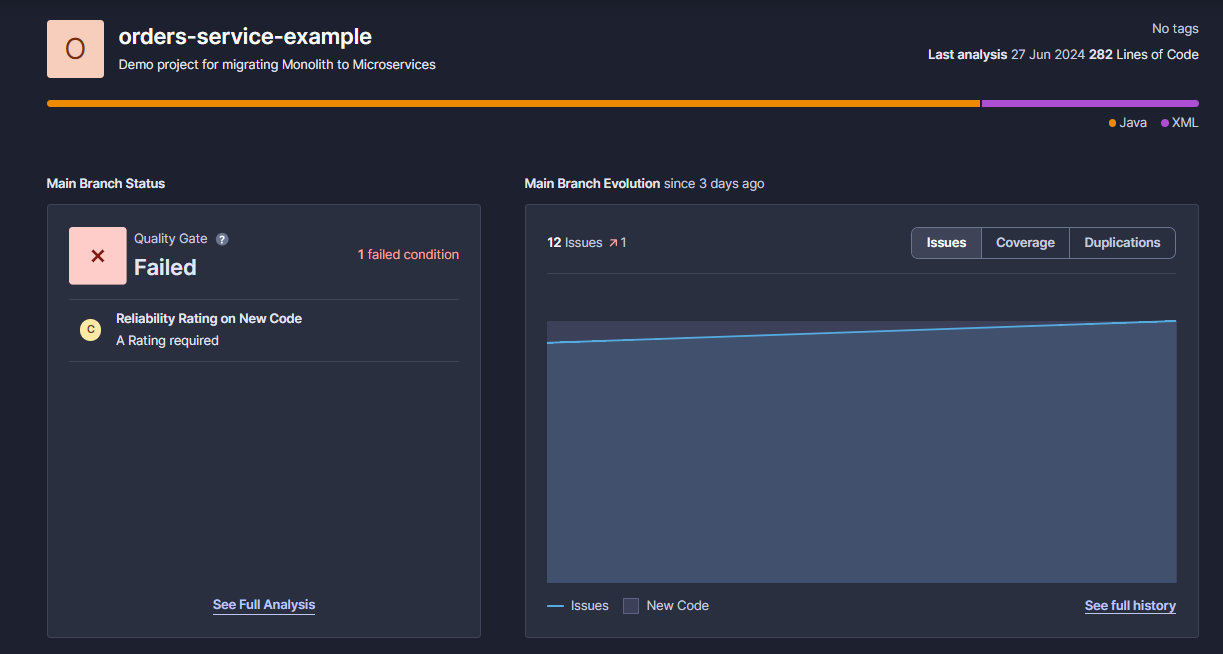 O
orders-service-example
Demo project for migrating Monolith to Microservices
No tags
Last analysis 27 Jun 2024 282 Lines of Code
Java XML
Main Branch Status
Quality Gate ?
Failed
1 failed condition
C
Reliability Rating on New Code
A Rating required
See Full Analysis
Main Branch Evolution since 3 days ago
12 Issues 1
Issues Coverage Duplications
Issues New Code
See full history